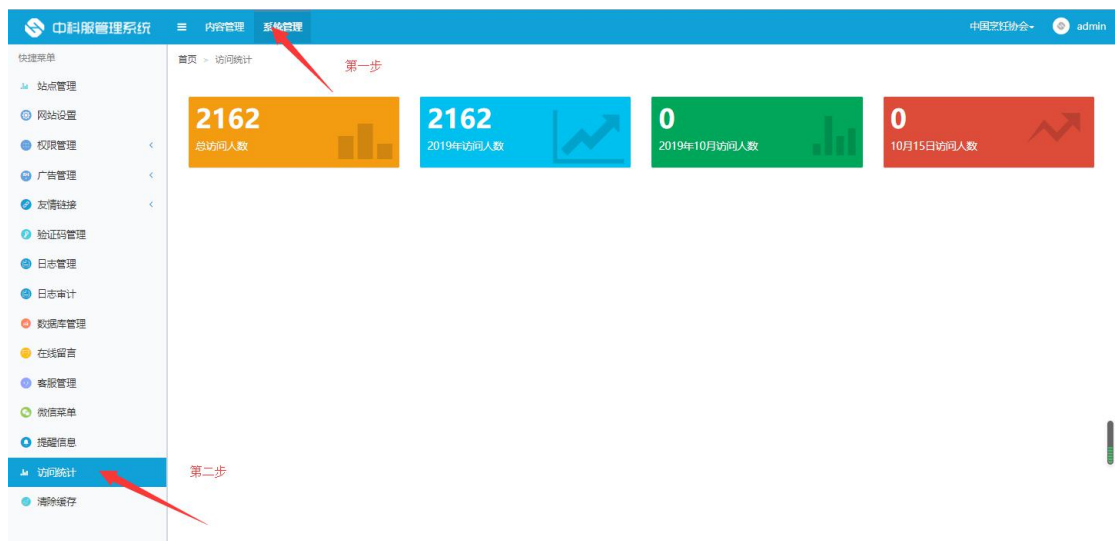 中科服管理系统
内容管理
系统管理
中国烹饪协会
admin
快捷菜单
首页 > 访问统计
第一步
站点管理
网站设置
权限管理
广告管理
友情链接
验证码管理
日志管理
日志审计
数据库管理
在线留言
客服管理
微信菜单
提醒信息
访问统计
清除缓存
2162
总访问人数
2162
2019年访问人数
0
2019年10月访问人数
0
10月15日访问人数
第二步